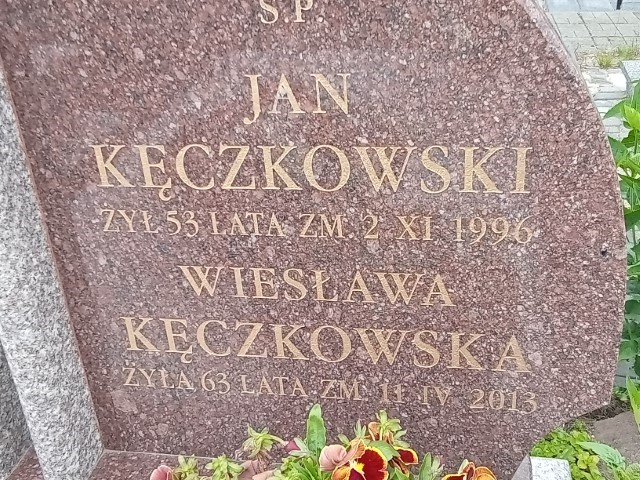 Ś.P.
JAN
KĘCZKOWSKI
ŻYŁ 53 LATA ZM. 2 XI 1996
WIESŁAWA
KĘCZKOWSKA
ŻYŁA 63 LATA ZM. 11 IV 2013